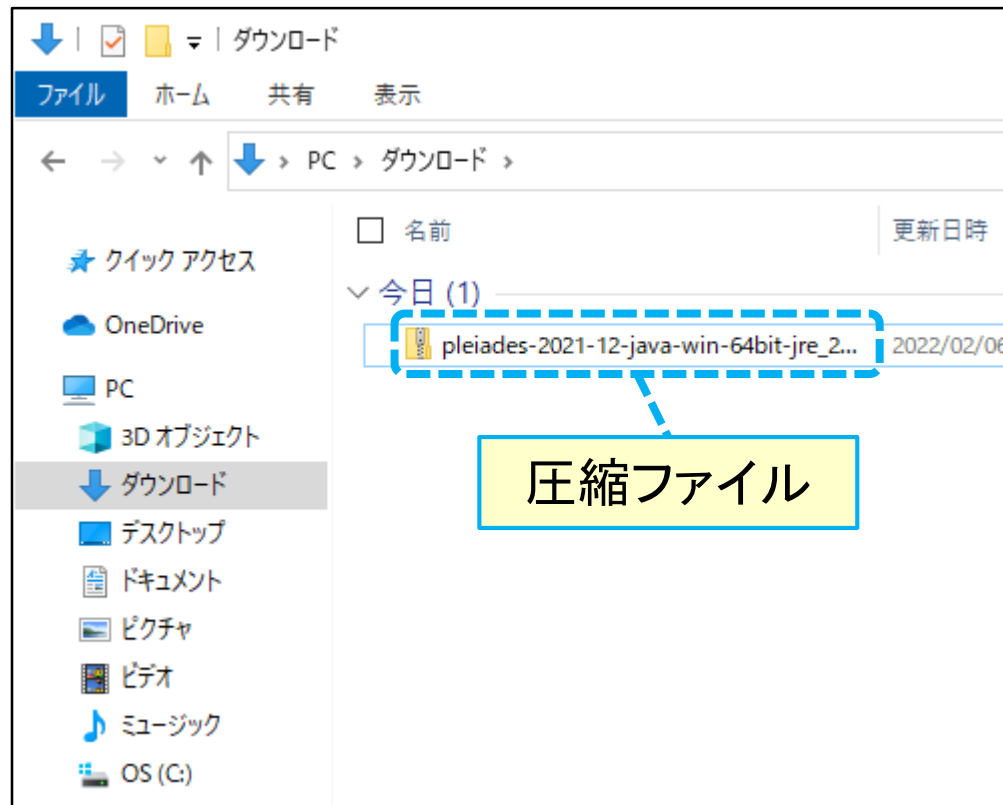 ダウンロード
ファイル ホーム 共有 表示
PC › ダウンロード ›
名前 更新日時
クイック アクセス
今日 (1)
OneDrive
pleiades-2021-12-java-win-64bit-jre_2... 2022/02/06
PC
3D オブジェクト
圧縮ファイル
ダウンロード
デスクトップ
ドキュメント
ピクチャ
ビデオ
ミュージック
OS (C:)